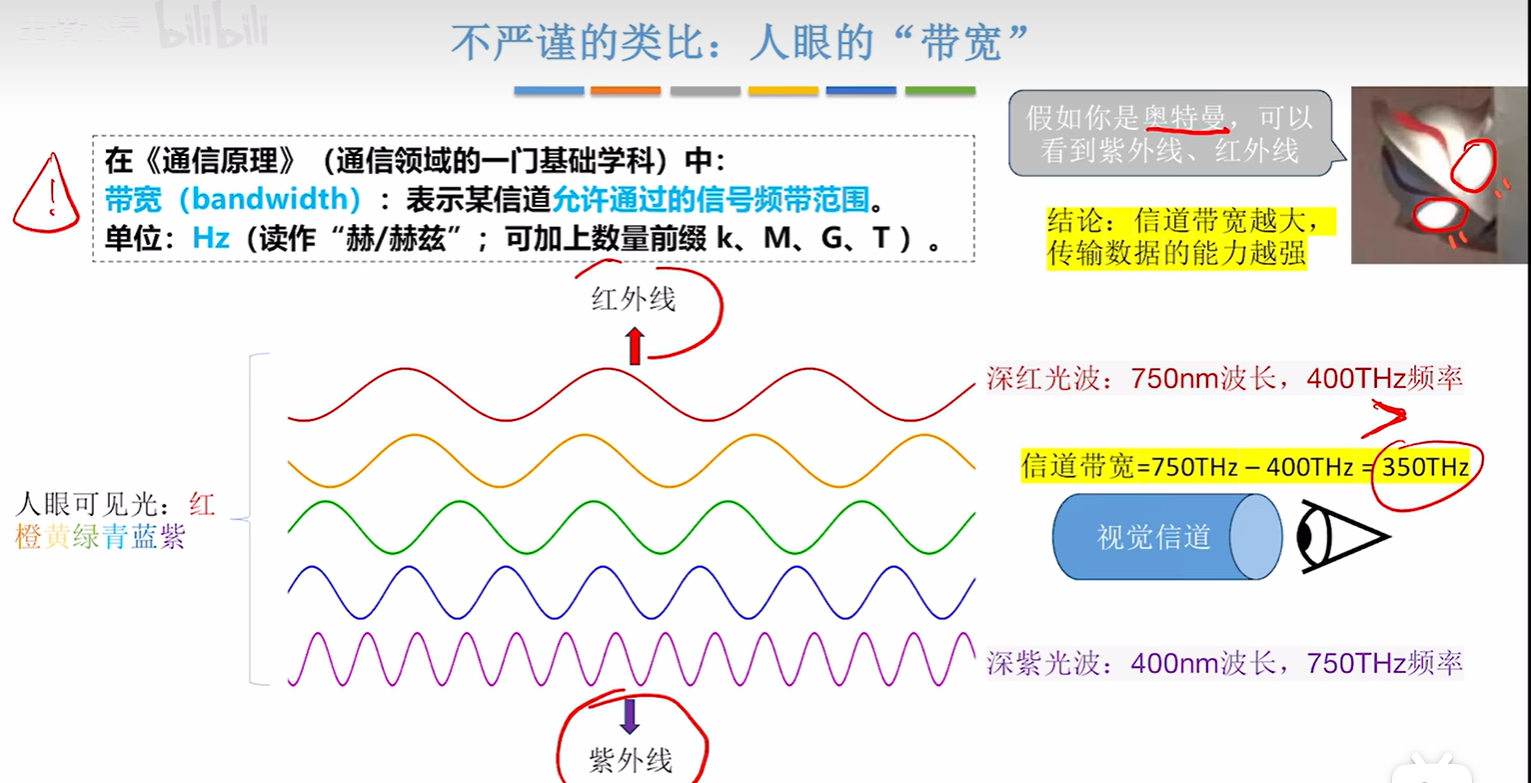 bilibili
不严谨的类比：人眼的“带宽”
在《通信原理》（通信领域的一门基础学科）中：
带宽（bandwidth）：表示某信道允许通过的信号频带范围。
单位：Hz（读作“赫/赫兹”；可加上数量前缀 k、M、G、T ）。
假如你是奥特曼，可以
看到紫外线、红外线
结论：信道带宽越大，
传输数据的能力越强
红外线
深红光波：750nm波长，400THz频率
信道带宽=750THz – 400THz = 350THz
人眼可见光：红
橙黄绿青蓝紫
视觉信道
深紫光波：400nm波长，750THz频率
紫外线